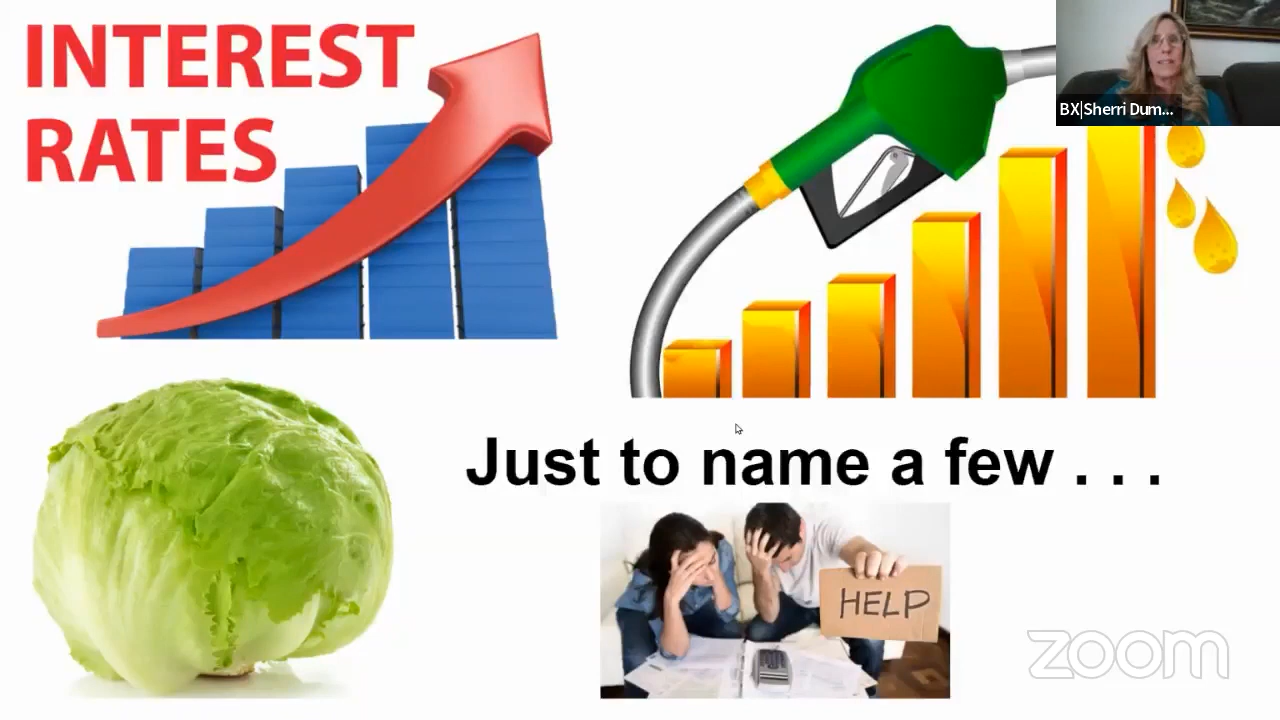 INTEREST
RATES
BX|Sherri Dum...
Just to name a few . . .
HELP
zoom